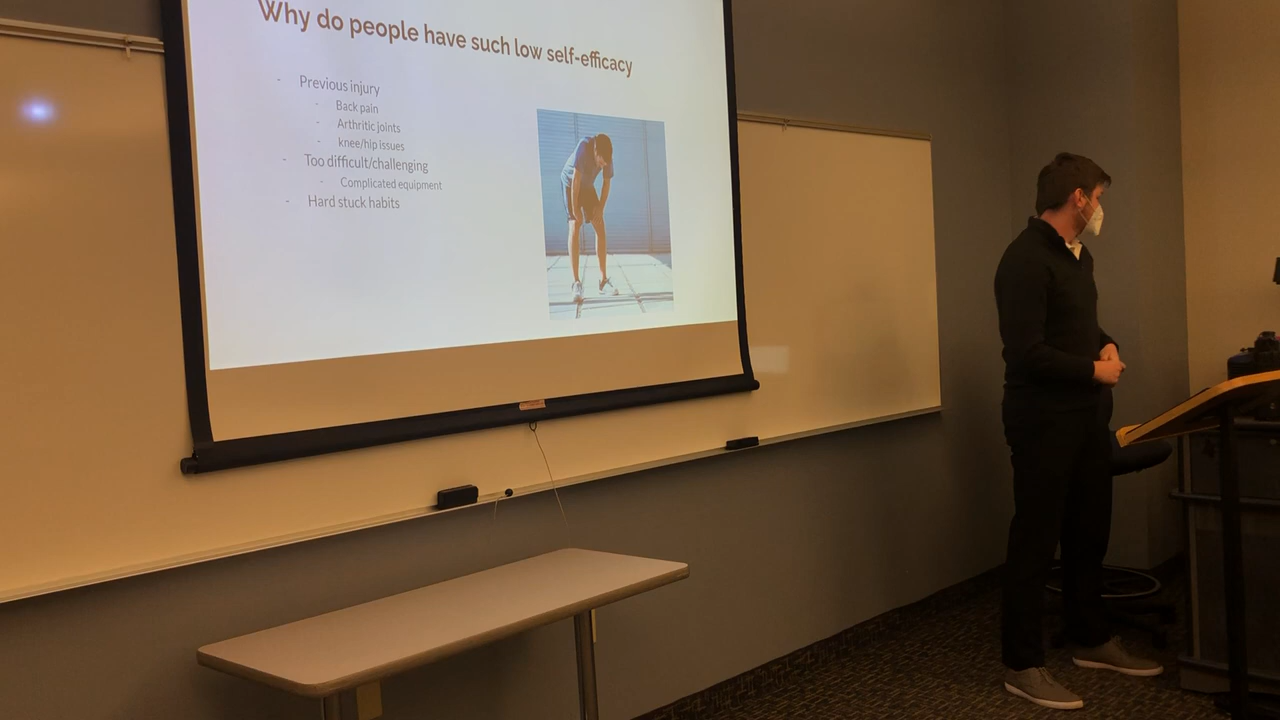 Why do people have such low self-efficacy
- Previous injury
- Back pain
- Arthritic joints
- knee/hip issues
- Too difficult/challenging
- Complicated equipment
- Hard stuck habits